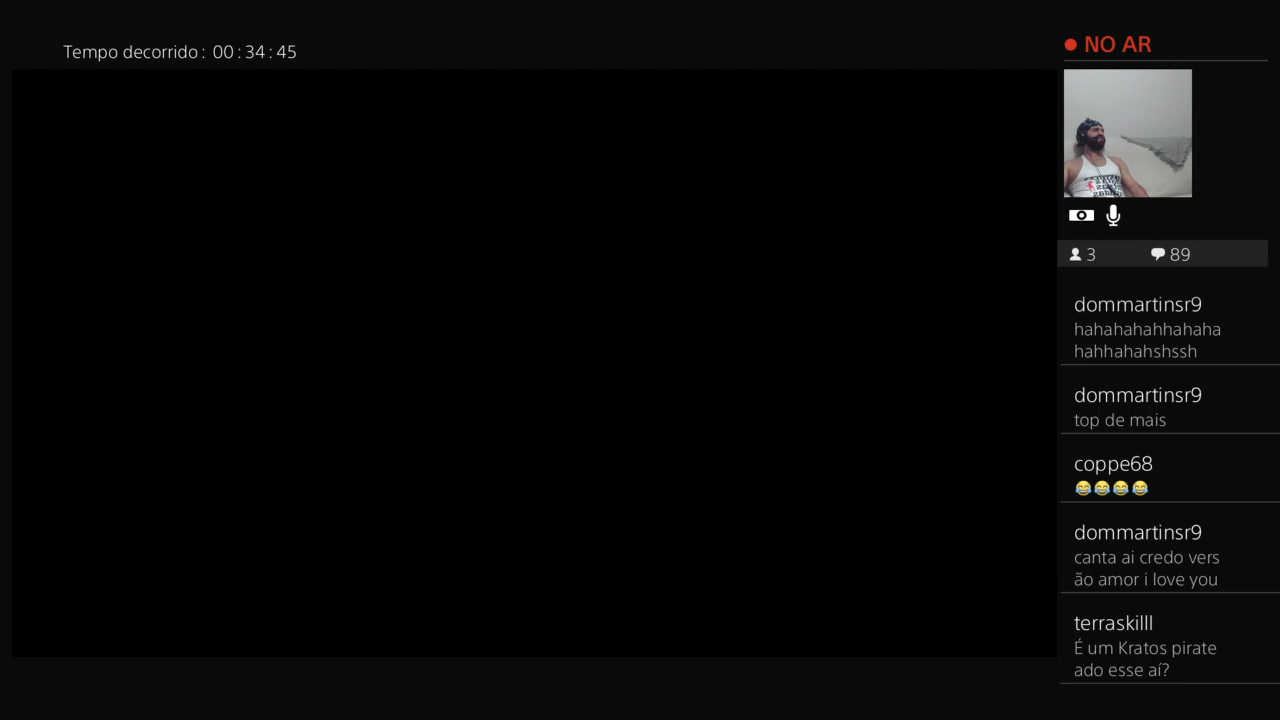 Tempo decorrido : 00 : 34 : 45
NO AR
3
89
dommartinsr9
hahahahahhahaha
hahhahahshssh
dommartinsr9
top de mais
coppe68
😂😂😂😂
dommartinsr9
canta ai credo vers
ão amor i love you
terraskilll
É um Kratos pirate
ado esse aí?